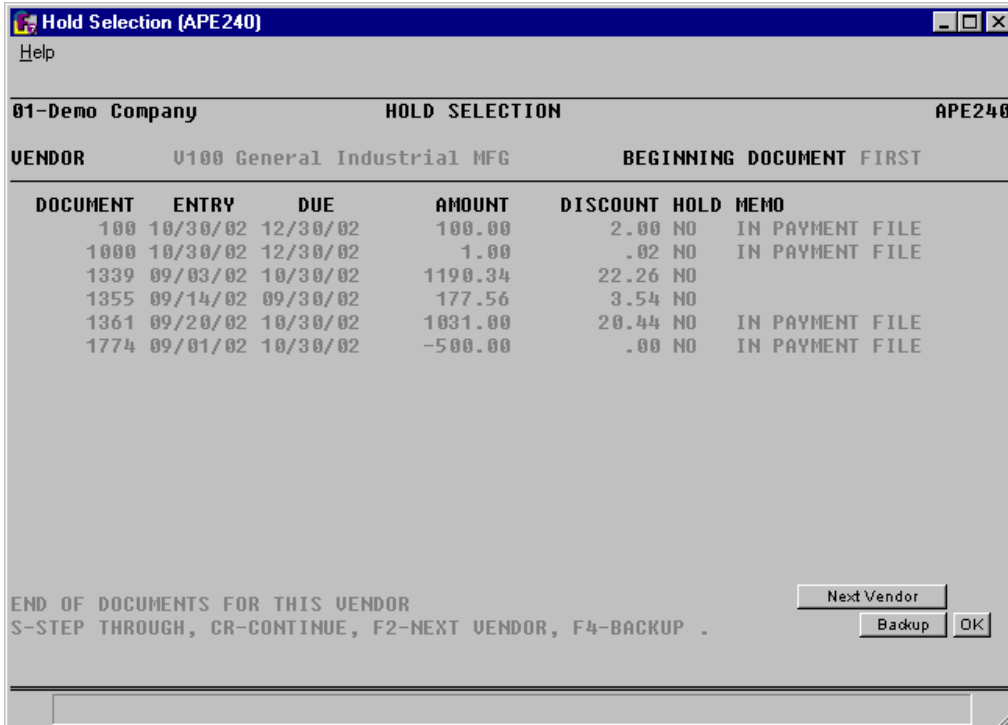 Hold Selection (APE240)
Help
01-Demo Company HOLD SELECTION APE240
VENDOR V100 General Industrial MFG BEGINNING DOCUMENT FIRST
DOCUMENT ENTRY DUE AMOUNT DISCOUNT HOLD MEMO
100 10/30/02 12/30/02 100.00 2.00 NO IN PAYMENT FILE
1000 10/30/02 12/30/02 1.00 .02 NO IN PAYMENT FILE
1339 09/03/02 10/30/02 1190.34 22.26 NO
1355 09/14/02 09/30/02 177.56 3.54 NO
1361 09/20/02 10/30/02 1031.00 20.44 NO IN PAYMENT FILE
1774 09/01/02 10/30/02 -500.00 .00 NO IN PAYMENT FILE
Next Vendor
END OF DOCUMENTS FOR THIS VENDOR
S-STEP THROUGH, CR-CONTINUE, F2-NEXT VENDOR, F4-BACKUP . Backup OK